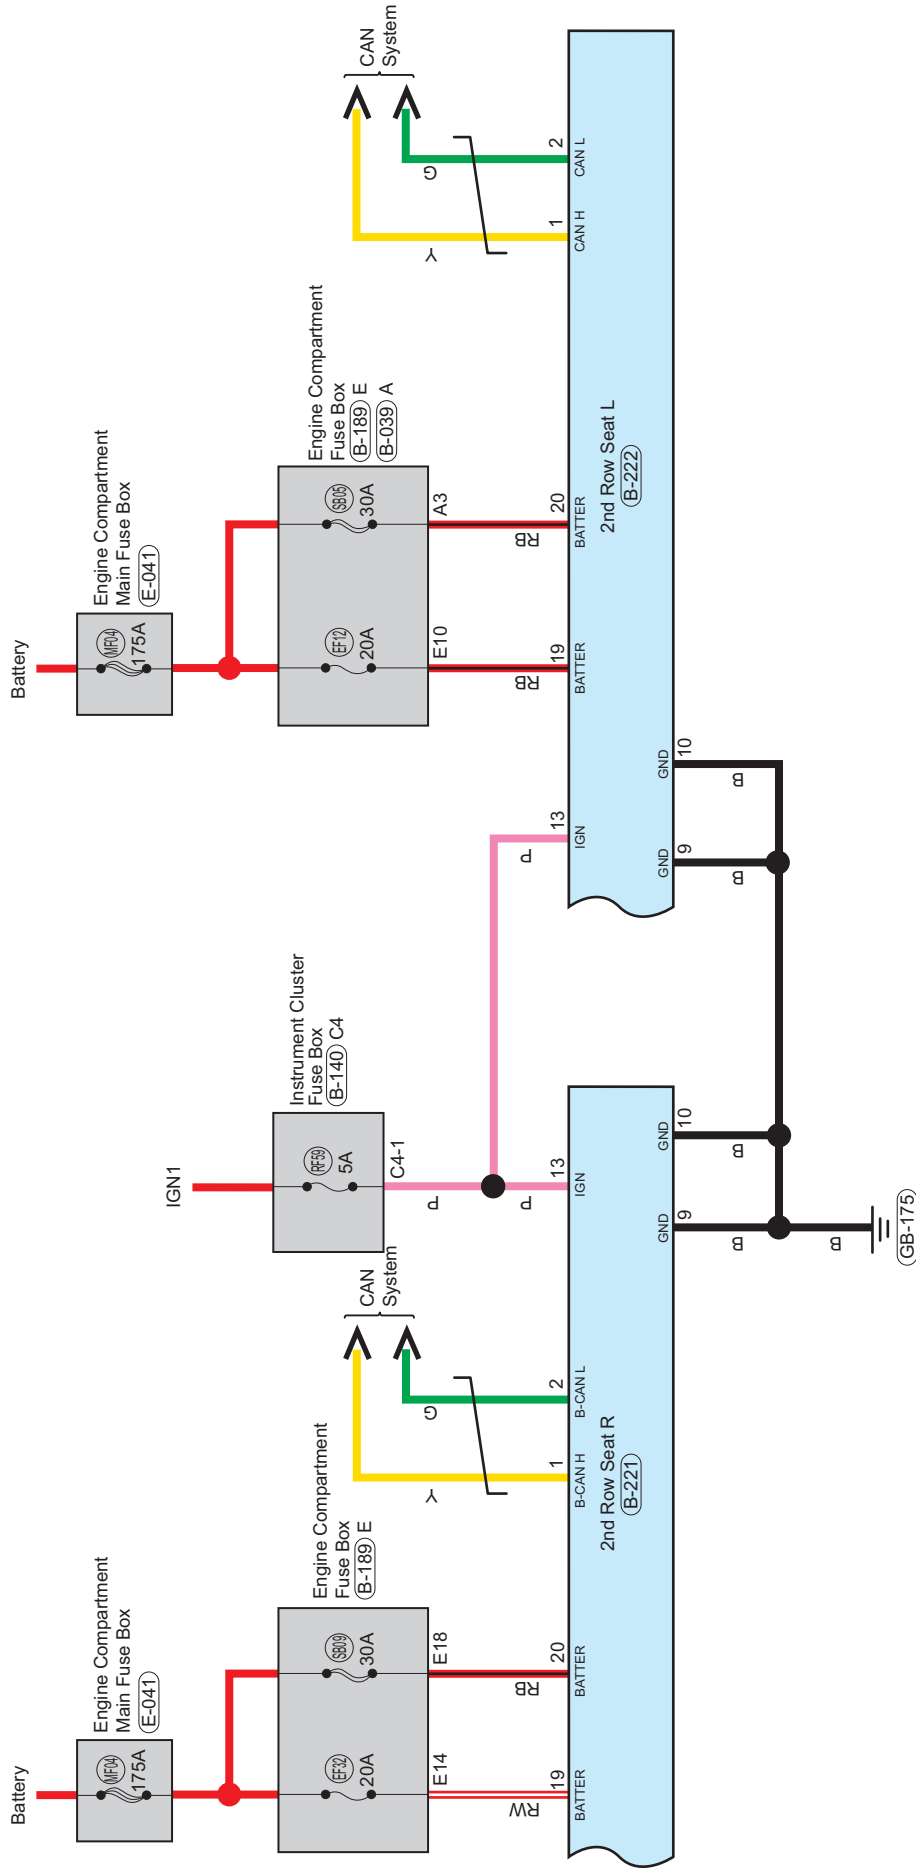 Battery
Engine Compartment
Main Fuse Box
E-041
MF04
175A
Engine Compartment
Fuse Box
B-189 E
EF32
20A
SB09
30A
E14
E18
RW
RB
19
20
BATTER
BATTER
CAN
System
Y
G
1
2
B-CAN H
B-CAN L
2nd Row Seat R
B-221
IGN1
Instrument Cluster
Fuse Box
B-140 C4
RF59
5A
C4-1
P
P
13
IGN
GND
GND
9
10
B
B
B
GB-175
P
13
IGN
GND
GND
9
10
B
B
Battery
Engine Compartment
Main Fuse Box
E-041
MF04
175A
Engine Compartment
Fuse Box
B-189 E
B-039 A
EF12
20A
SB05
30A
E10
A3
RB
RB
19
20
BATTER
BATTER
2nd Row Seat L
B-222
CAN
System
Y
G
1
2
CAN H
CAN L